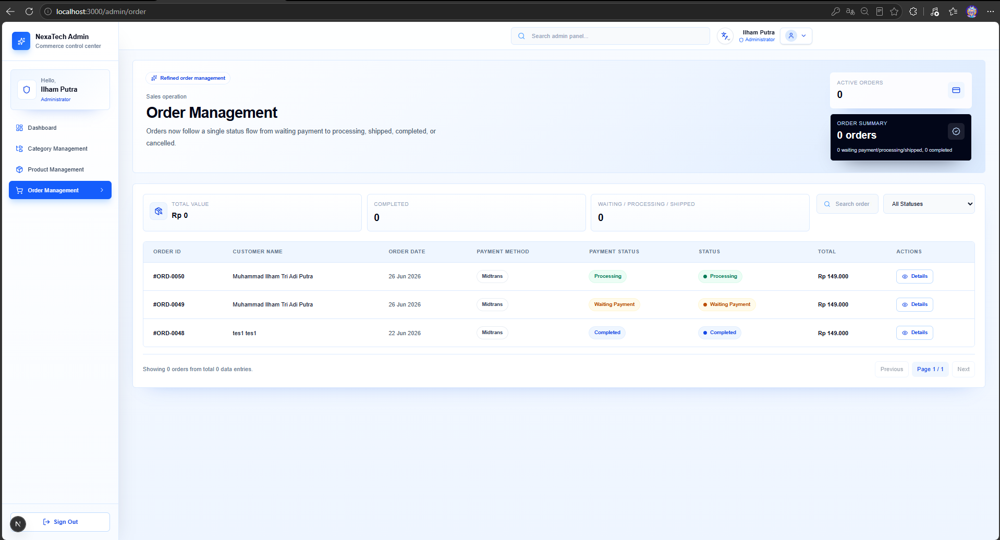 localhost:3000/admin/order
NexaTech Admin
Commerce control center
Search admin panel...
Ilham Putra
Administrator
Hello,
Ilham Putra
Administrator
Dashboard
Category Management
Product Management
Order Management
Sign Out
N
Refined order management
Sales operation
Order Management
Orders now follow a single status flow from waiting payment to processing, shipped, completed, or
cancelled.
ACTIVE ORDERS
0
ORDER SUMMARY
0 orders
0 waiting payment/processing/shipped, 0 completed
TOTAL VALUE
Rp 0
COMPLETED
0
WAITING / PROCESSING / SHIPPED
0
Search order
All Statuses
ORDER ID CUSTOMER NAME ORDER DATE PAYMENT METHOD PAYMENT STATUS STATUS TOTAL ACTIONS
#ORD-0050 Muhammad Ilham Tri Adi Putra 26 Jun 2026 Midtrans Processing Processing Rp 149.000 Details
#ORD-0049 Muhammad Ilham Tri Adi Putra 26 Jun 2026 Midtrans Waiting Payment Waiting Payment Rp 149.000 Details
#ORD-0048 tes1 tes1 22 Jun 2026 Midtrans Completed Completed Rp 149.000 Details
Showing 0 orders from total 0 data entries.
Previous Page 1 / 1 Next